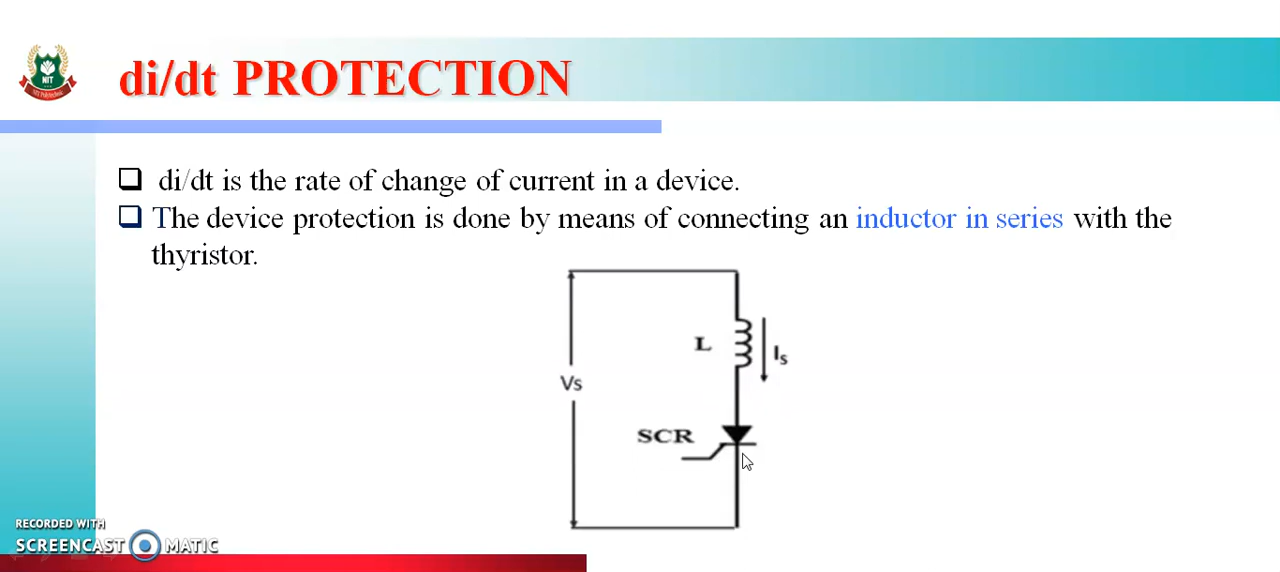 NIT
di/dt PROTECTION
di/dt is the rate of change of current in a device.
The device protection is done by means of connecting an inductor in series with the
thyristor.
L
Is
Vs
SCR
RECORDED WITH
SCREENCAST MATIC